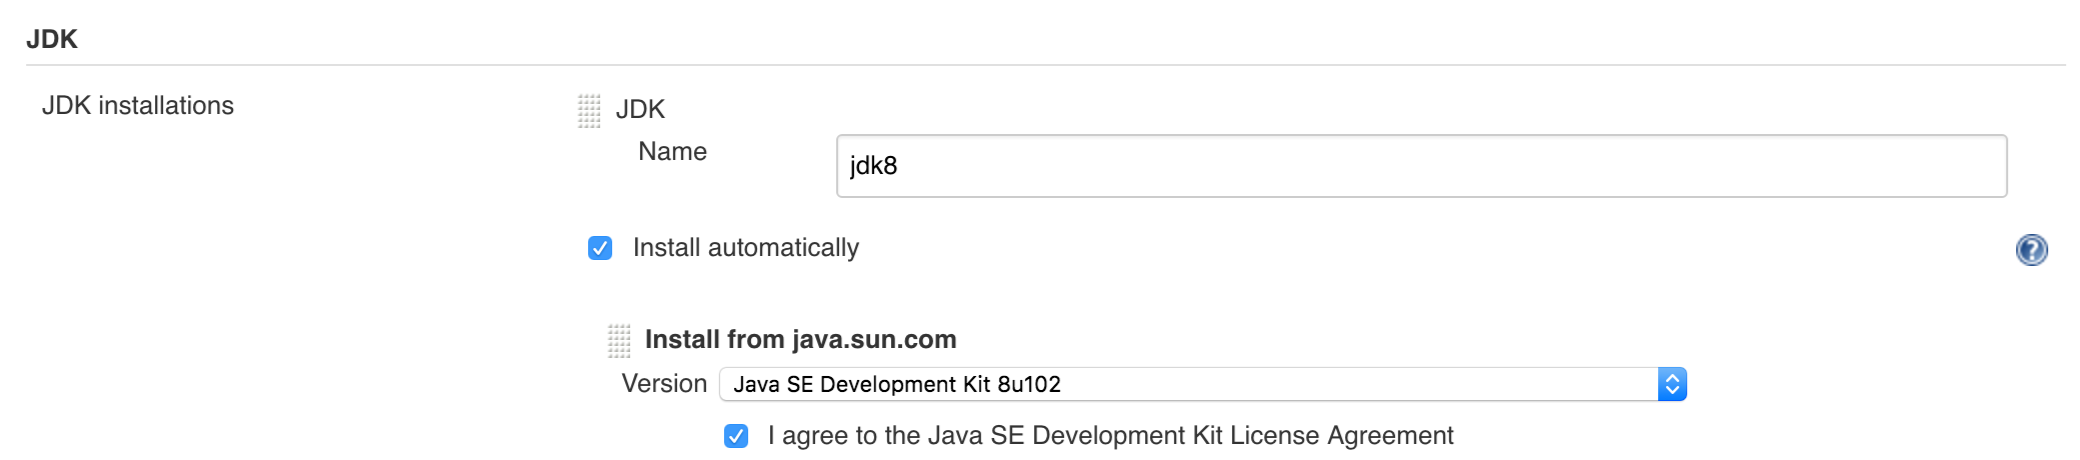 JDK
JDK installations
JDK
Name
jdk8
Install automatically
?
Install from java.sun.com
Version
Java SE Development Kit 8u102
I agree to the Java SE Development Kit License Agreement